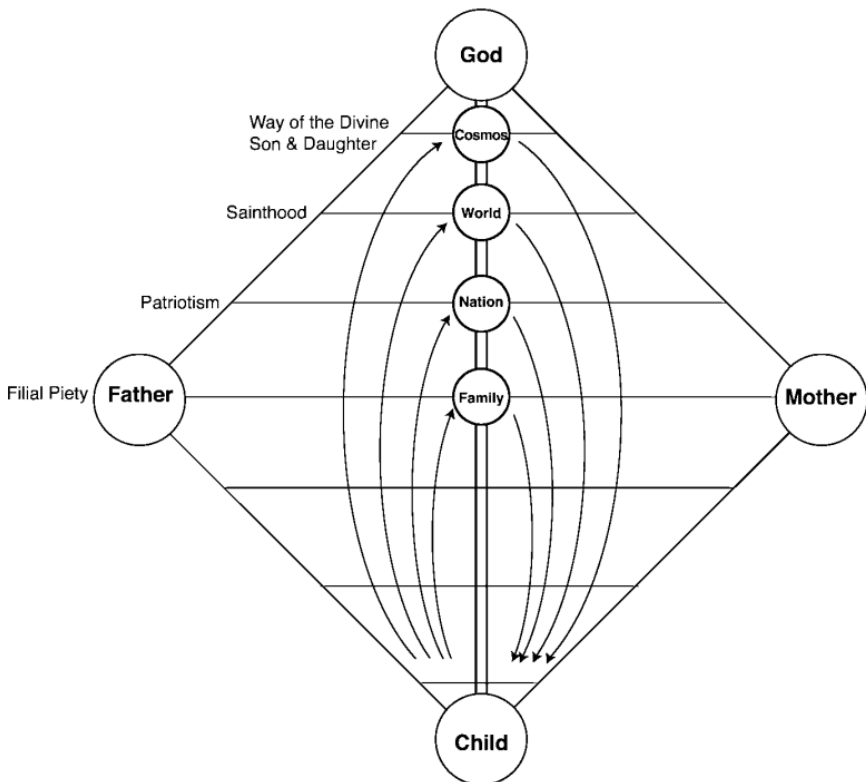 God
Way of the Divine
Son & Daughter
Cosmos
Sainthood
World
Patriotism
Nation
Filial Piety
Father
Family
Mother
Child